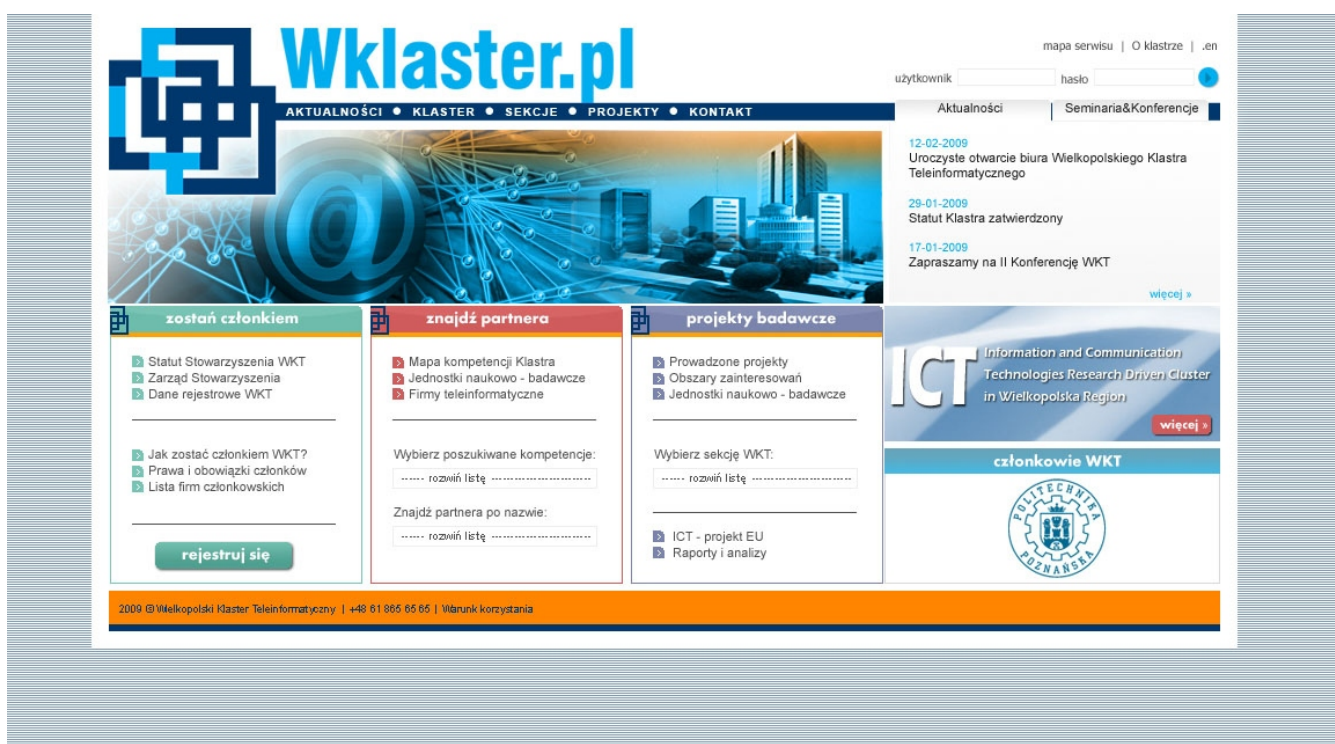 Wklaster.pl
mapa serwisu | O klastrze | .en
użytkownik
hasło
AKTUALNOŚCI ● KLASTER ● SEKCJE ● PROJEKTY ● KONTAKT
Aktualności
Seminaria&Konferencje
12-02-2009
Uroczyste otwarcie biura Wielkopolskiego Klastra
Teleinformatycznego
29-01-2009
Statut Klastra zatwierdzony
17-01-2009
Zapraszamy na II Konferencję WKT
więcej »
@
zostań członkiem
Statut Stowarzyszenia WKT
Zarząd Stowarzyszenia
Dane rejestrowe WKT
Jak zostać członkiem WKT?
Prawa i obowiązki członków
Lista firm członkowskich
rejestruj się
znajdź partnera
Mapa kompetencji Klastra
Jednostki naukowo - badawcze
Firmy teleinformatyczne
Wybierz poszukiwane kompetencje:
------ rozwiń listę -------------------------
Znajdź partnera po nazwie:
------ rozwiń listę -------------------------
projekty badawcze
Prowadzone projekty
Obszary zainteresowań
Jednostki naukowo - badawcze
Wybierz sekcję WKT:
------ rozwiń listę -------------------------
ICT - projekt EU
Raporty i analizy
ICT
Information and Communication
Technologies Research Driven Cluster
in Wielkopolska Region
więcej »
członkowie WKT
POLITECHNIKA
POZNAŃSKA
2009 © Wielkopolski Klaster Teleinformatyczny | +48 61 865 65 65 | Warunk korzystania